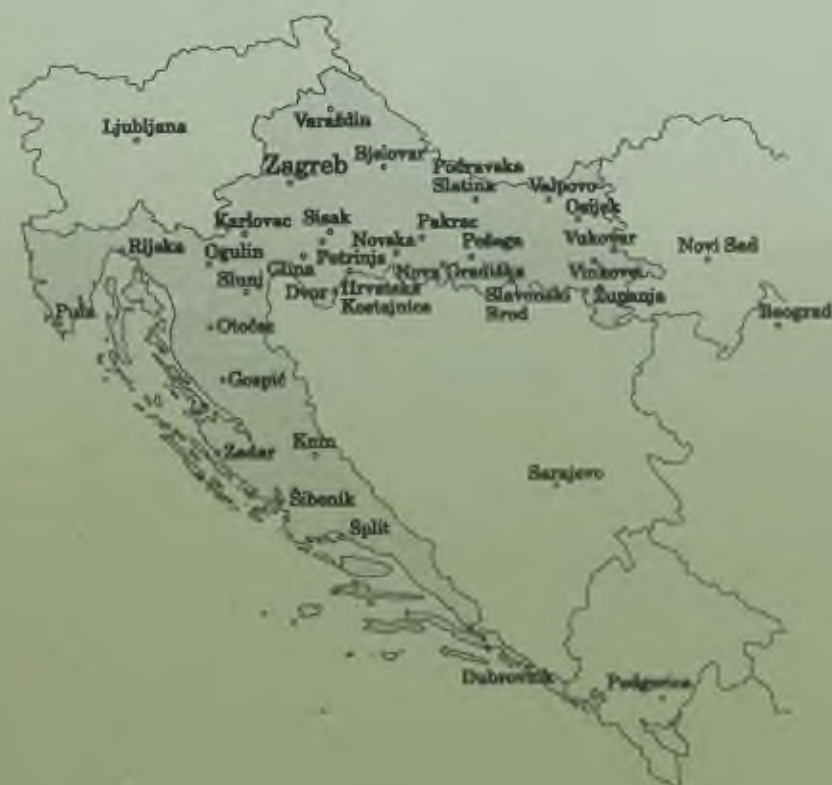 Varaždin
Ljubljana
Bjelovar
Zagreb
Podravska
Slatina
Valpovo
Osijek
Karlovac
Sisak
Pakrac
Rijeka
Ogulin
Novska
Požega
Vukovar
Novi Sad
Glina
Petrinja
Nova Gradiška
Vinkovci
Slunj
Dvor
Hrvatska
Kostajnica
Slavonski
Brod
Županja
Pula
Beograd
Otočac
Gospić
Zadar
Knin
Sarajevo
Šibenik
Split
Dubrovnik
Podgorica